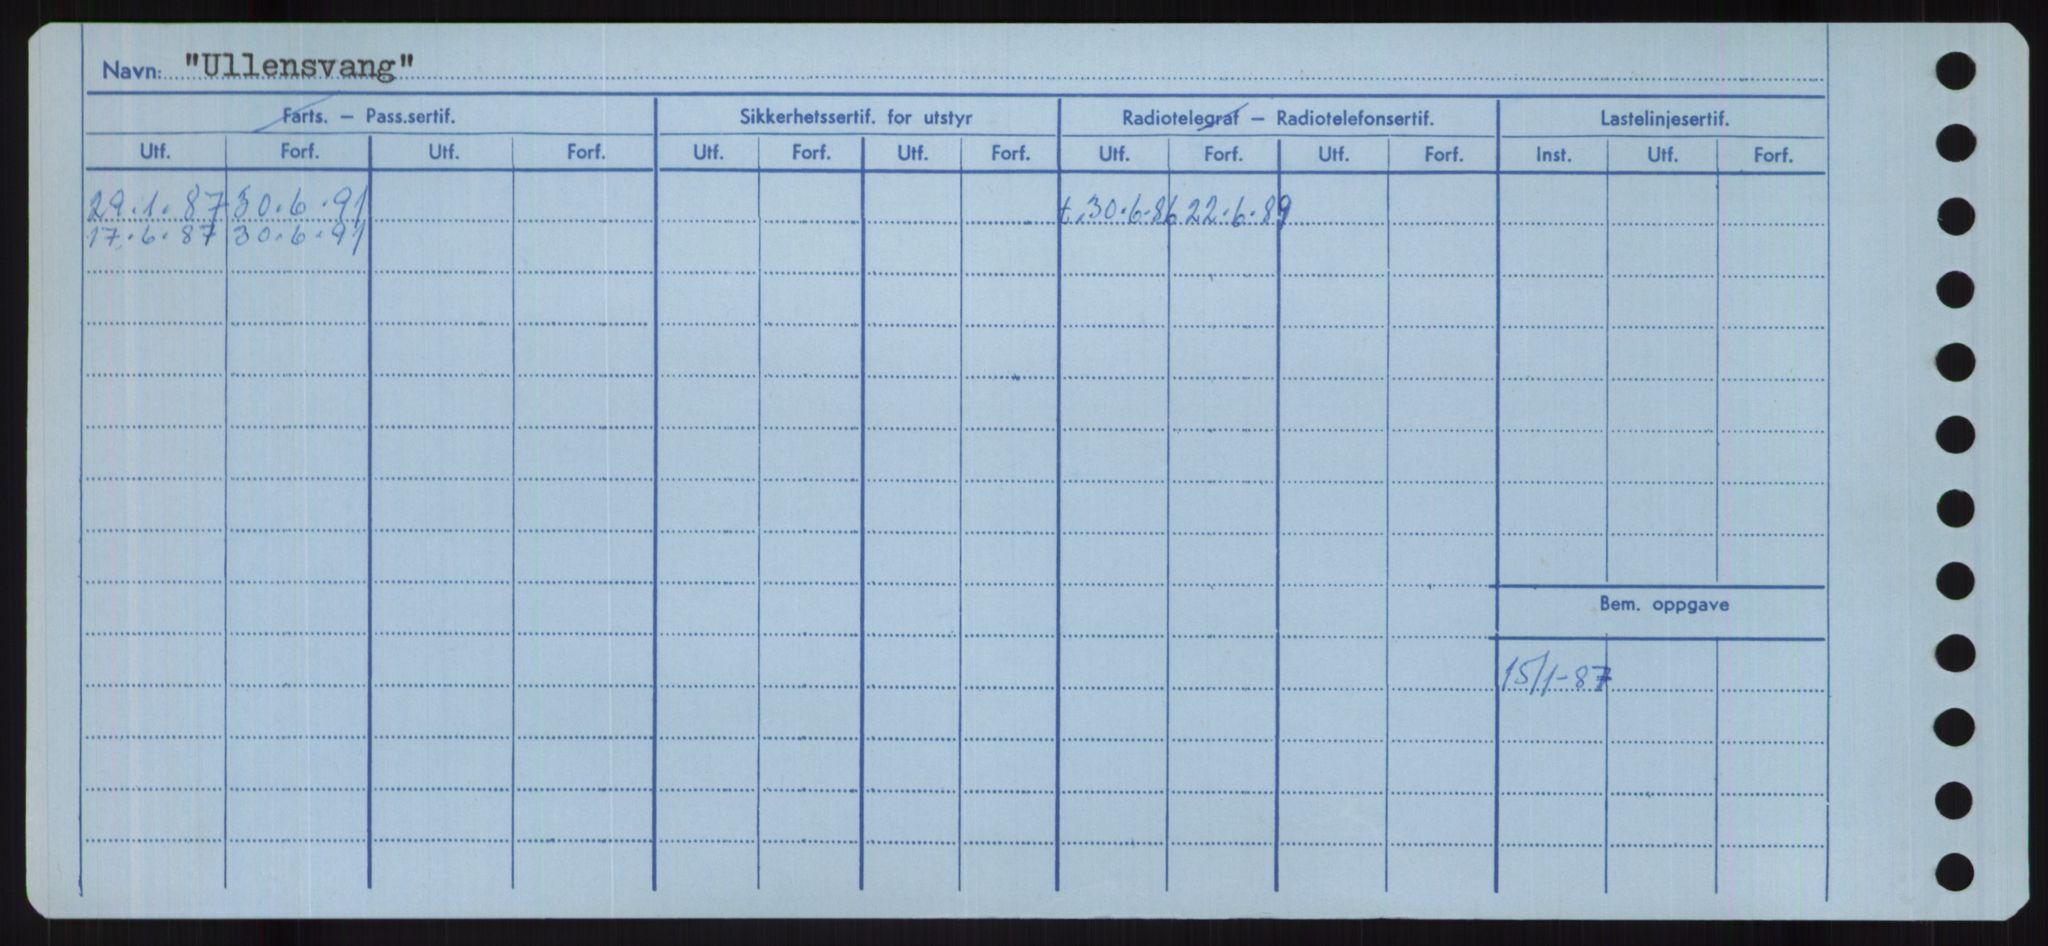 Navn: "Ullensvang"
Farts. — Pass.sertif. Sikkerhetssertif. for utstyr Radiotelegraf — Radiotelefonsertif. Lastelinjesertif.
Utf. Forf. Utf. Forf. Utf. Forf. Utf. Forf. Utf. Forf. Utf. Forf. Inst. Utf. Forf.
29.1.87 30.6.91 t.30.6.86 22.6.89
17.6.87 30.6.91
Bem. oppgave
15/1-87